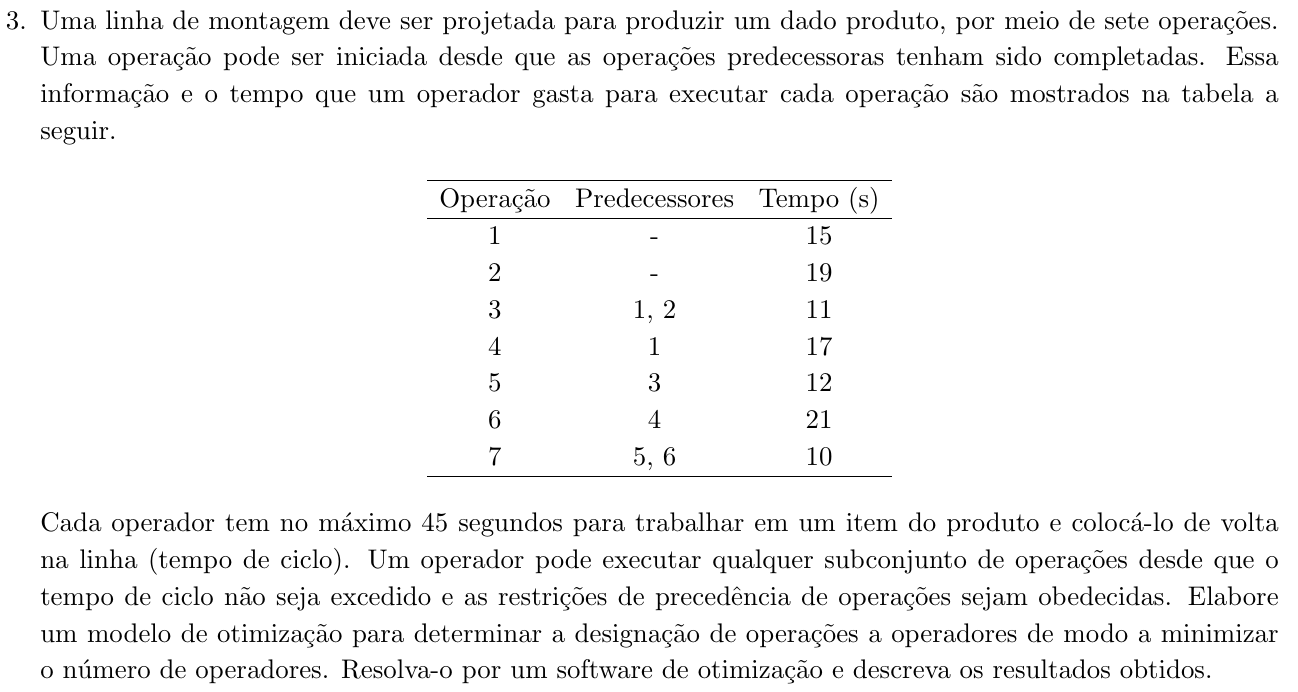 3. Uma linha de montagem deve ser projetada para produzir um dado produto, por meio de sete operações.
Uma operação pode ser iniciada desde que as operações predecessoras tenham sido completadas. Essa
informação e o tempo que um operador gasta para executar cada operação são mostrados na tabela a
seguir.
Operação Predecessores Tempo (s)
1 - 15
2 - 19
3 1, 2 11
4 1 17
5 3 12
6 4 21
7 5, 6 10
Cada operador tem no máximo 45 segundos para trabalhar em um item do produto e colocá-lo de volta
na linha (tempo de ciclo). Um operador pode executar qualquer subconjunto de operações desde que o
tempo de ciclo não seja excedido e as restrições de precedência de operações sejam obedecidas. Elabore
um modelo de otimização para determinar a designação de operações a operadores de modo a minimizar
o número de operadores. Resolva-o por um software de otimização e descreva os resultados obtidos.